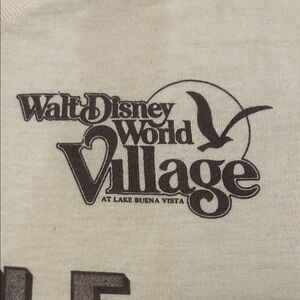 Walt Disney
World
Village
AT LAKE BUENA VISTA